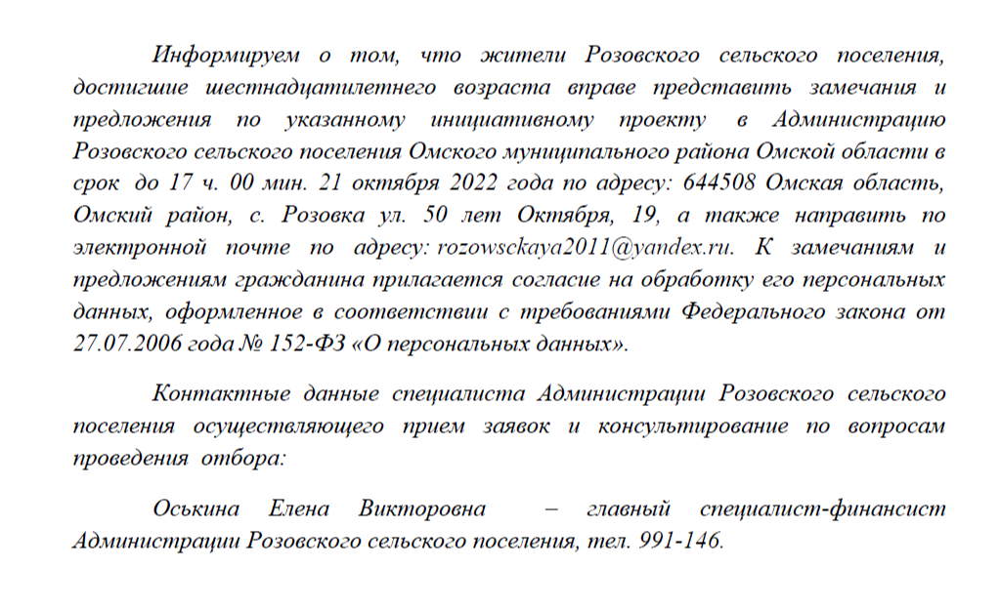 Информируем о том, что жители Розовского сельского поселения,
достигшие шестнадцатилетнего возраста вправе представить замечания и
предложения по указанному инициативному проекту в Администрацию
Розовского сельского поселения Омского муниципального района Омской области в
срок до 17 ч. 00 мин. 21 октября 2022 года по адресу: 644508 Омская область,
Омский район, с. Розовка ул. 50 лет Октября, 19, а также направить по
электронной почте по адресу: rozowsckaya2011@yandex.ru. К замечаниям и
предложениям гражданина прилагается согласие на обработку его персональных
данных, оформленное в соответствии с требованиями Федерального закона от
27.07.2006 года № 152-ФЗ «О персональных данных».
Контактные данные специалиста Администрации Розовского сельского
поселения осуществляющего прием заявок и консультирование по вопросам
проведения отбора:
Оськина Елена Викторовна – главный специалист-финансист
Администрации Розовского сельского поселения, тел. 991-146.